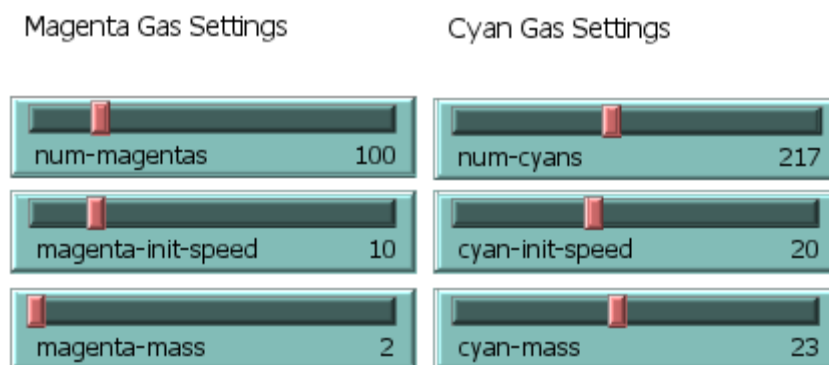 Magenta Gas Settings
Cyan Gas Settings
num-magentas 100
num-cyans 217
magenta-init-speed 10
cyan-init-speed 20
magenta-mass 2
cyan-mass 23